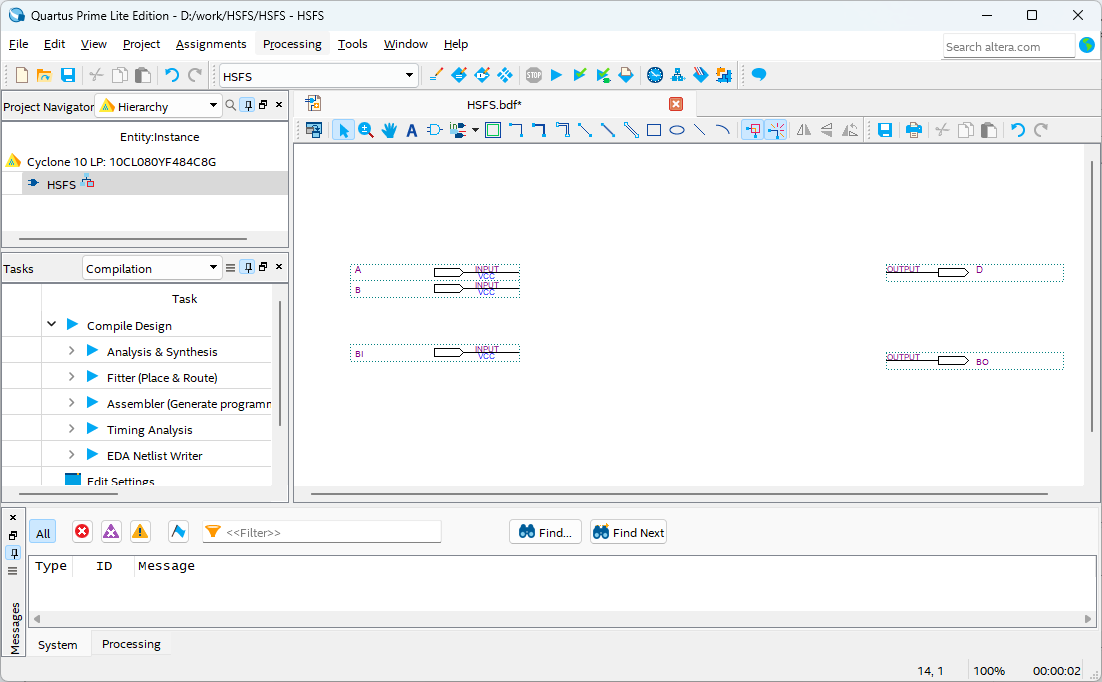 Quartus Prime Lite Edition - D:/work/HSFS/HSFS - HSFS
File Edit View Project Assignments Processing Tools Window Help
Search altera.com
HSFS
STOP
Project Navigator Hierarchy
HSFS.bdf*
Entity:Instance
Cyclone 10 LP: 10CL080YF484C8G
HSFS
A INPUT VCC
B INPUT VCC
BI INPUT VCC
OUTPUT D
OUTPUT BO
Tasks Compilation
Task
Compile Design
Analysis & Synthesis
Fitter (Place & Route)
Assembler (Generate programm
Timing Analysis
EDA Netlist Writer
Edit Settings
All <<Filter>> Find... Find Next
Type ID Message
Messages
System Processing
14, 1 100% 00:00:02